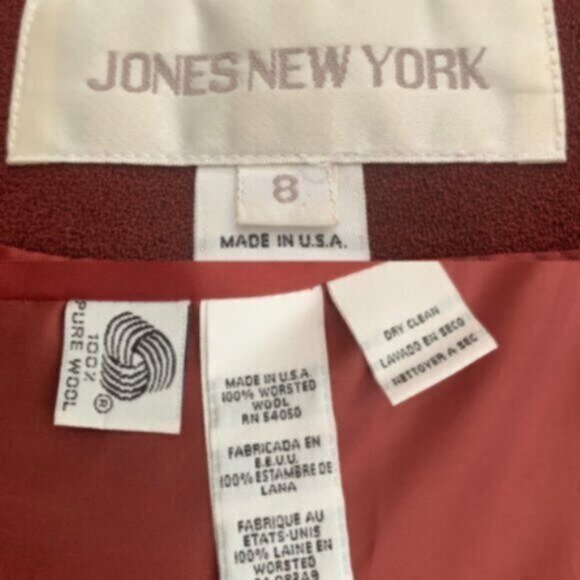 JONES NEW YORK
8
MADE IN U.S.A.
100%
PURE WOOL
®
MADE IN U.S.A.
100% WORSTED
WOOL
RN 54050
FABRICADA EN
E.E.U.U.
100% ESTAMBRE DE
LANA
FABRIQUE AU
ETATS-UNIS
100% LAINE EN
WORSTED
DRY CLEAN
LAVADO EN SECO
NETTOYER A SEC